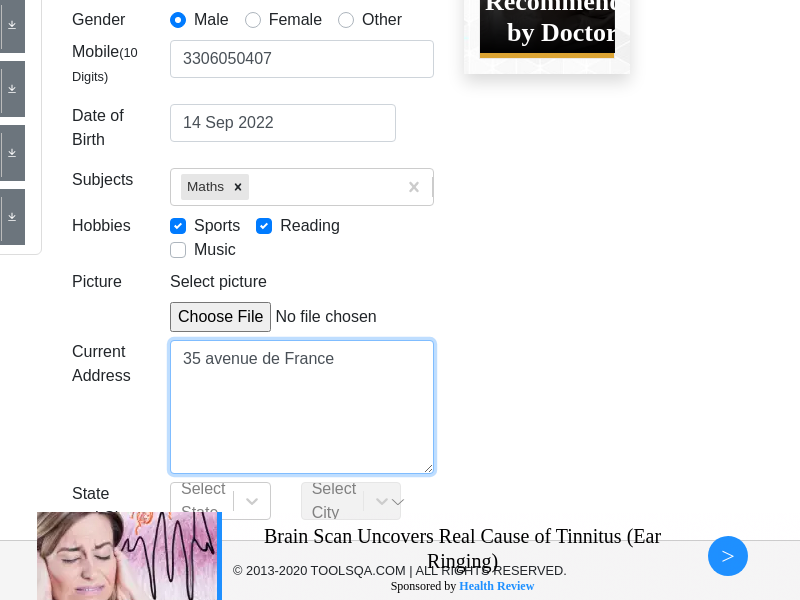 Gender
Male
Female
Other
Recommend
by Doctor
Mobile(10
Digits)
3306050407
Date of
Birth
14 Sep 2022
Subjects
Maths
Hobbies
Sports
Reading
Music
Picture
Select picture
Choose File No file chosen
Current
Address
35 avenue de France
State
Select
State
Select
City
Brain Scan Uncovers Real Cause of Tinnitus (Ear
Ringing)
© 2013-2020 TOOLSQA.COM | ALL RIGHTS RESERVED.
Sponsored by Health Review
>